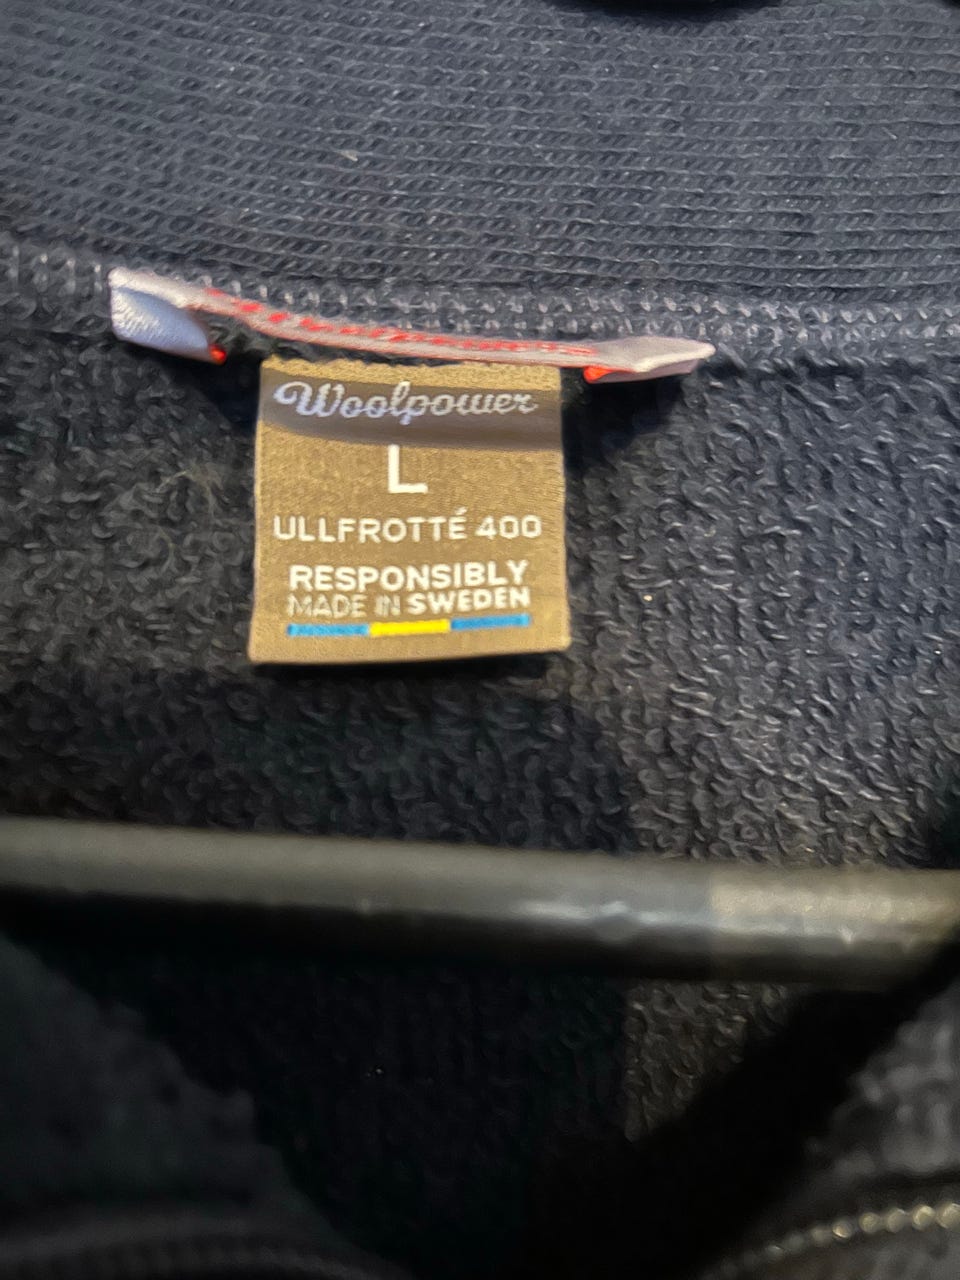 Woolpower
L
ULLFROTTÉ 400
RESPONSIBLY
MADE IN SWEDEN